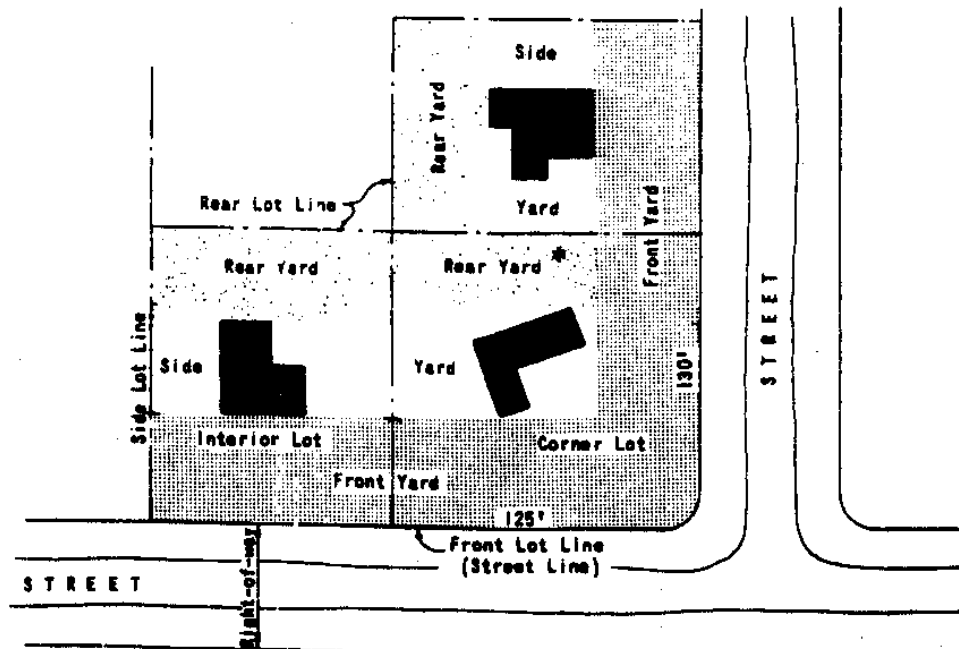 Side
Rear Yard
Yard
Rear Lot Line
Front Yard
Rear Yard
Rear Yard *
STREET
Side Lot Line
Side
Yard
130'
Interior Lot
Corner Lot
Front Yard
125'
Front Lot Line
(Street Line)
STREET
Right-of-way